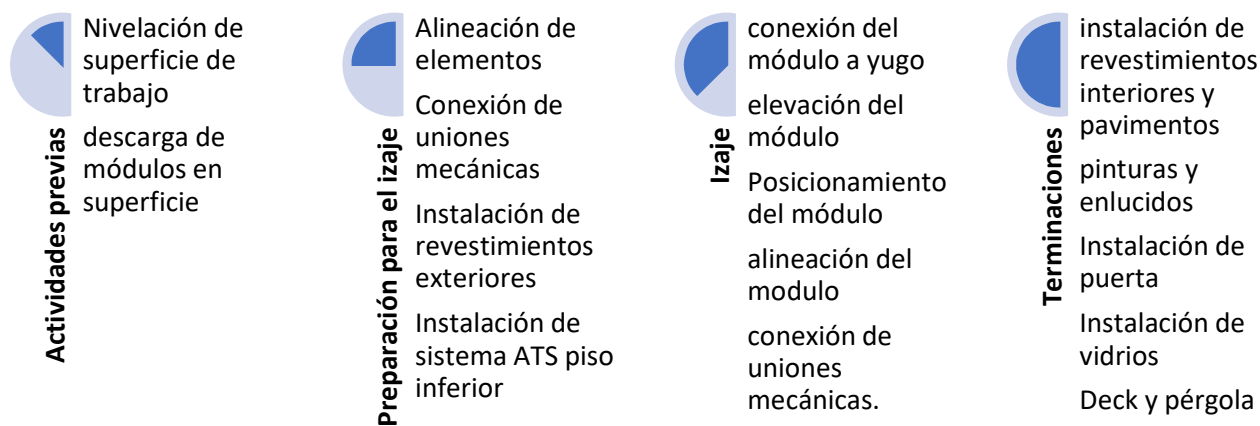 Actividades previas
Nivelación de
superficie de
trabajo
descarga de
módulos en
superficie
Preparación para el izaje
Alineación de
elementos
Conexión de
uniones
mecánicas
Instalación de
revestimientos
exteriores
Instalación de
sistema ATS piso
inferior
Izaje
conexión del
módulo a yugo
elevación del
módulo
Posicionamiento
del módulo
alineación del
modulo
conexión de
uniones
mecánicas.
Terminaciones
instalación de
revestimientos
interiores y
pavimentos
pinturas y
enlucidos
Instalación de
puerta
Instalación de
vidrios
Deck y pérgola